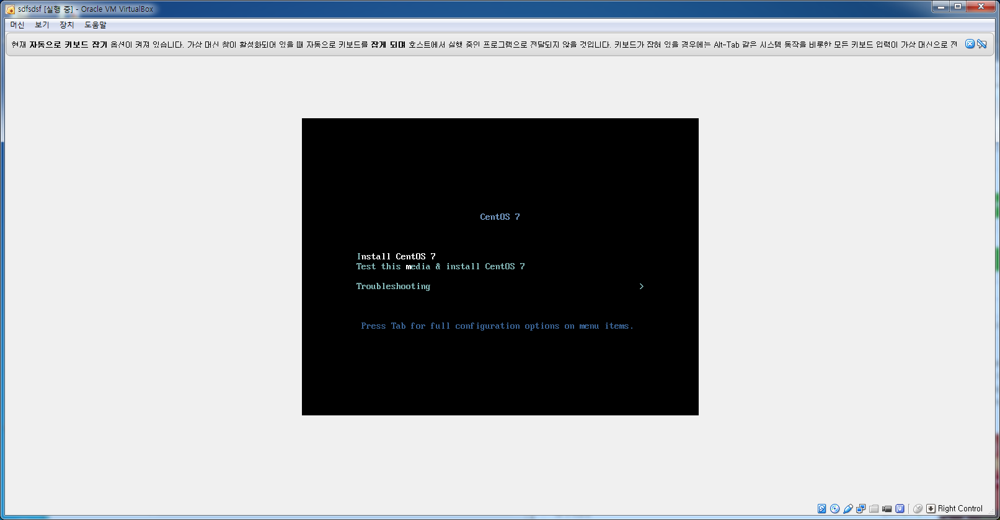 sdfsdsf [실행 중] - Oracle VM VirtualBox
머신 보기 장치 도움말
현재 자동으로 키보드 잡기 옵션이 켜져 있습니다. 가상 머신 창이 활성화되어 있을 때 자동으로 키보드를 잡게 되며 호스트에서 실행 중인 프로그램으로 전달되지 않을 것입니다. 키보드가 잡혀 있을 경우에는 Alt-Tab 같은 시스템 동작을 비롯한 모든 키보드 입력이 가상 머신으로 전
CentOS 7
Install CentOS 7
Test this media & install CentOS 7
Troubleshooting >
Press Tab for full configuration options on menu items.
Right Control